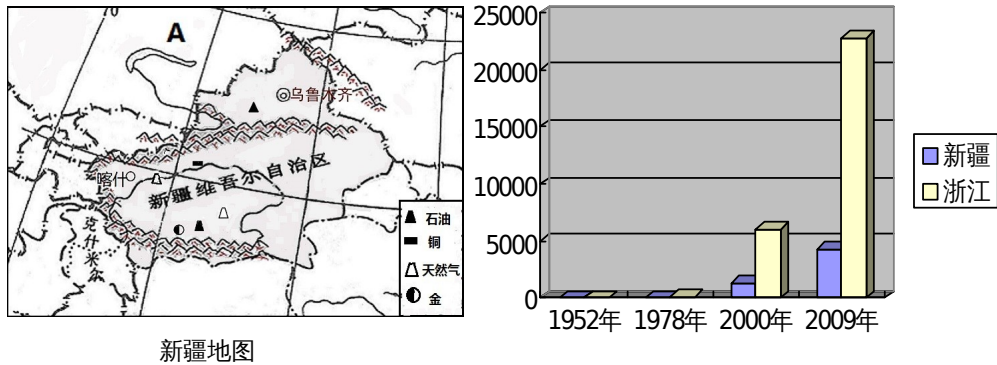 A
乌鲁木齐
喀什
新疆维吾尔自治区
克什米尔
石油
铜
天然气
金
新疆地图
25000
20000
15000
10000
5000
0
1952年 1978年 2000年 2009年
新疆
浙江